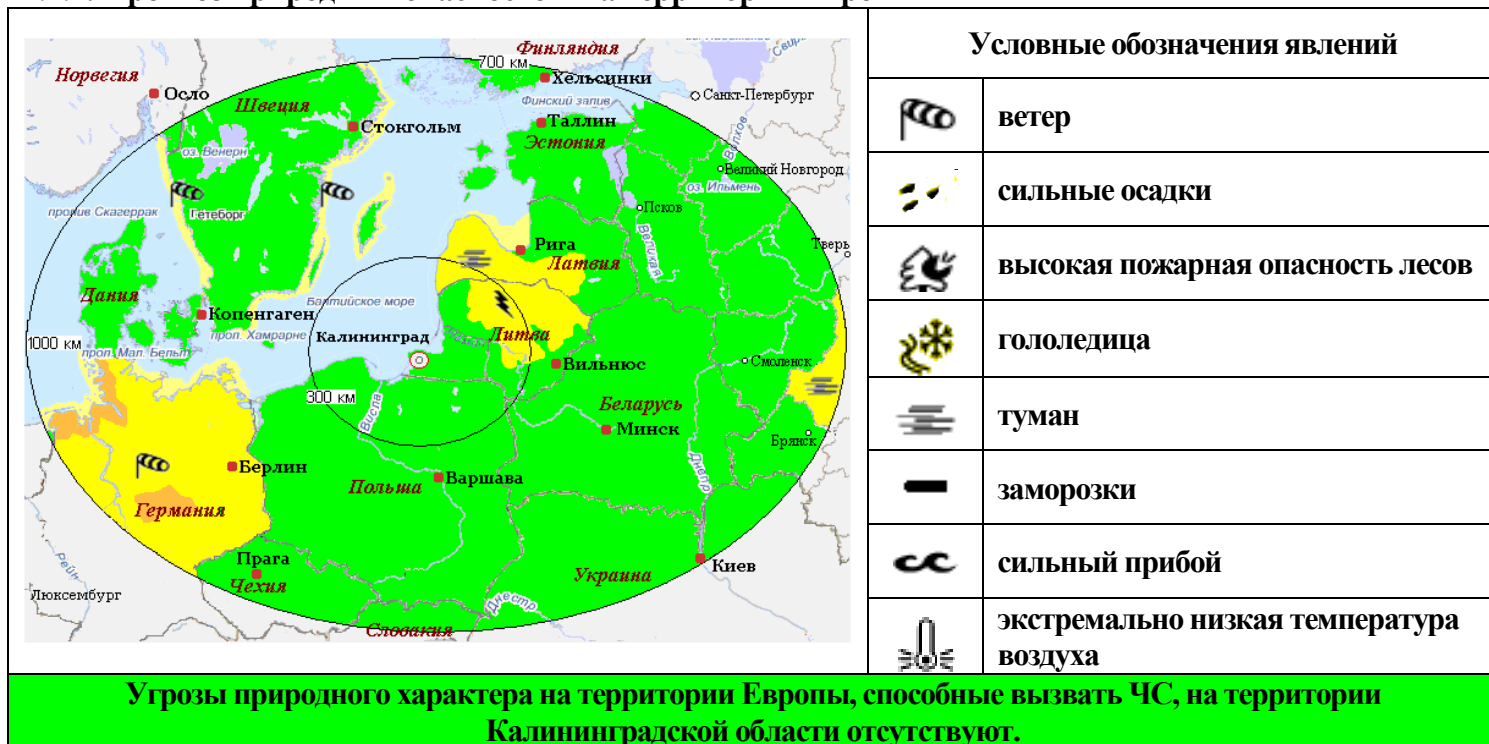 Условные обозначения явлений
ветер
сильные осадки
высокая пожарная опасность лесов
гололедица
туман
заморозки
сильный прибой
экстремально низкая температура
воздуха
Финляндия
Норвегия
700 км
Хельсинки
Осло
Санкт-Петербург
Швеция
Финский залив
Стокгольм
Таллин
Эстония
Волхов
оз. Венерн
Великий Новгород
оз. Ильмень
пролив Скагеррак
Гетеборг
Псков
Великая
Рига
Тверь
Латвия
Дания
Балтийское море
Копенгаген
прол. Хамрарне
Калининград
Литва
1000 км
прол. Мал. Бельт
Вильнюс
Смоленск
300 км
Висла
Беларусь
Минск
Брянск
Берлин
Варшава
Днепр
Польша
Германия
Прага
Чехия
Киев
Украина
Рейн
Люксембург
Днестр
Словакия
Угрозы природного характера на территории Европы, способные вызвать ЧС, на территории
Калининградской области отсутствуют.